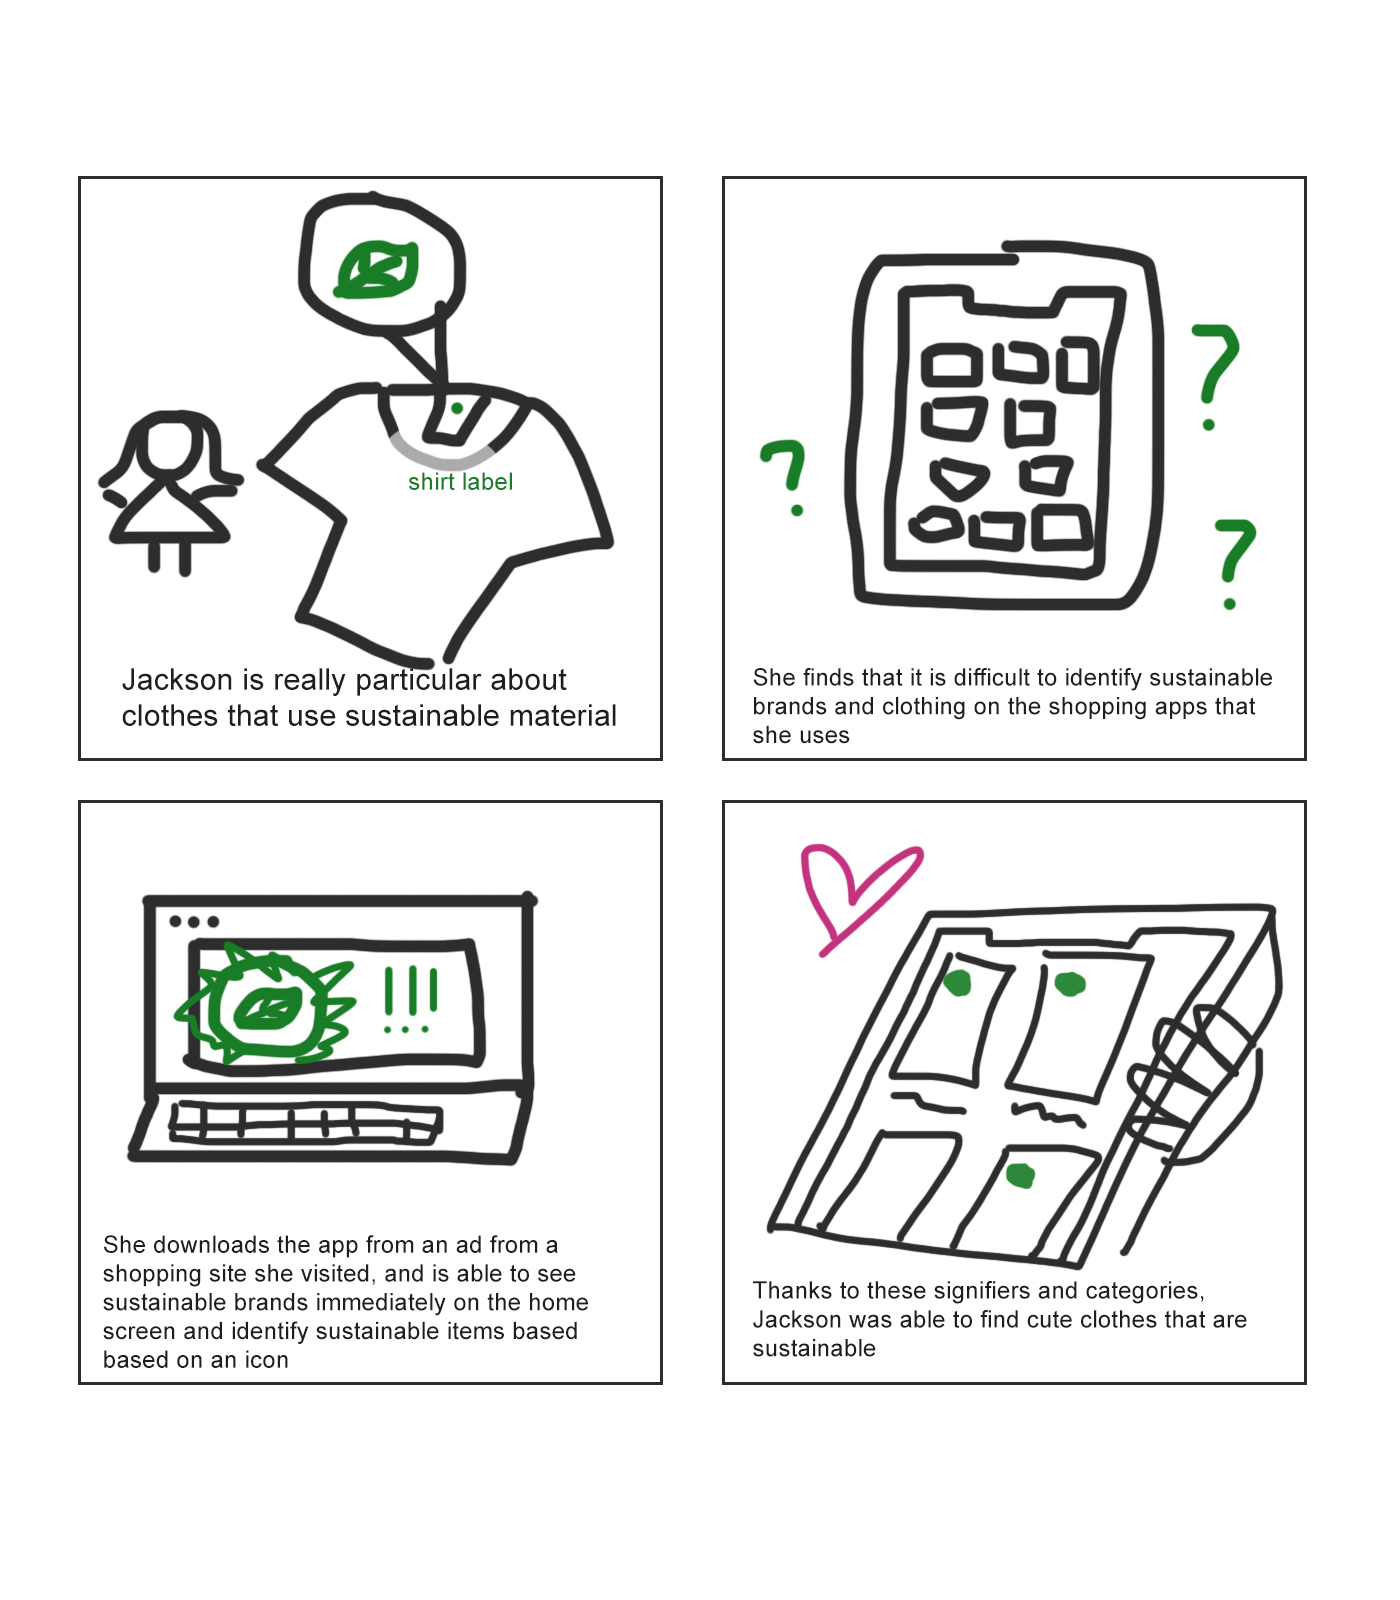 shirt label
Jackson is really particular about
clothes that use sustainable material
?
?
?
She finds that it is difficult to identify sustainable
brands and clothing on the shopping apps that
she uses
!!!
She downloads the app from an ad from a
shopping site she visited, and is able to see
sustainable brands immediately on the home
screen and identify sustainable items based
based on an icon
Thanks to these signifiers and categories,
Jackson was able to find cute clothes that are
sustainable